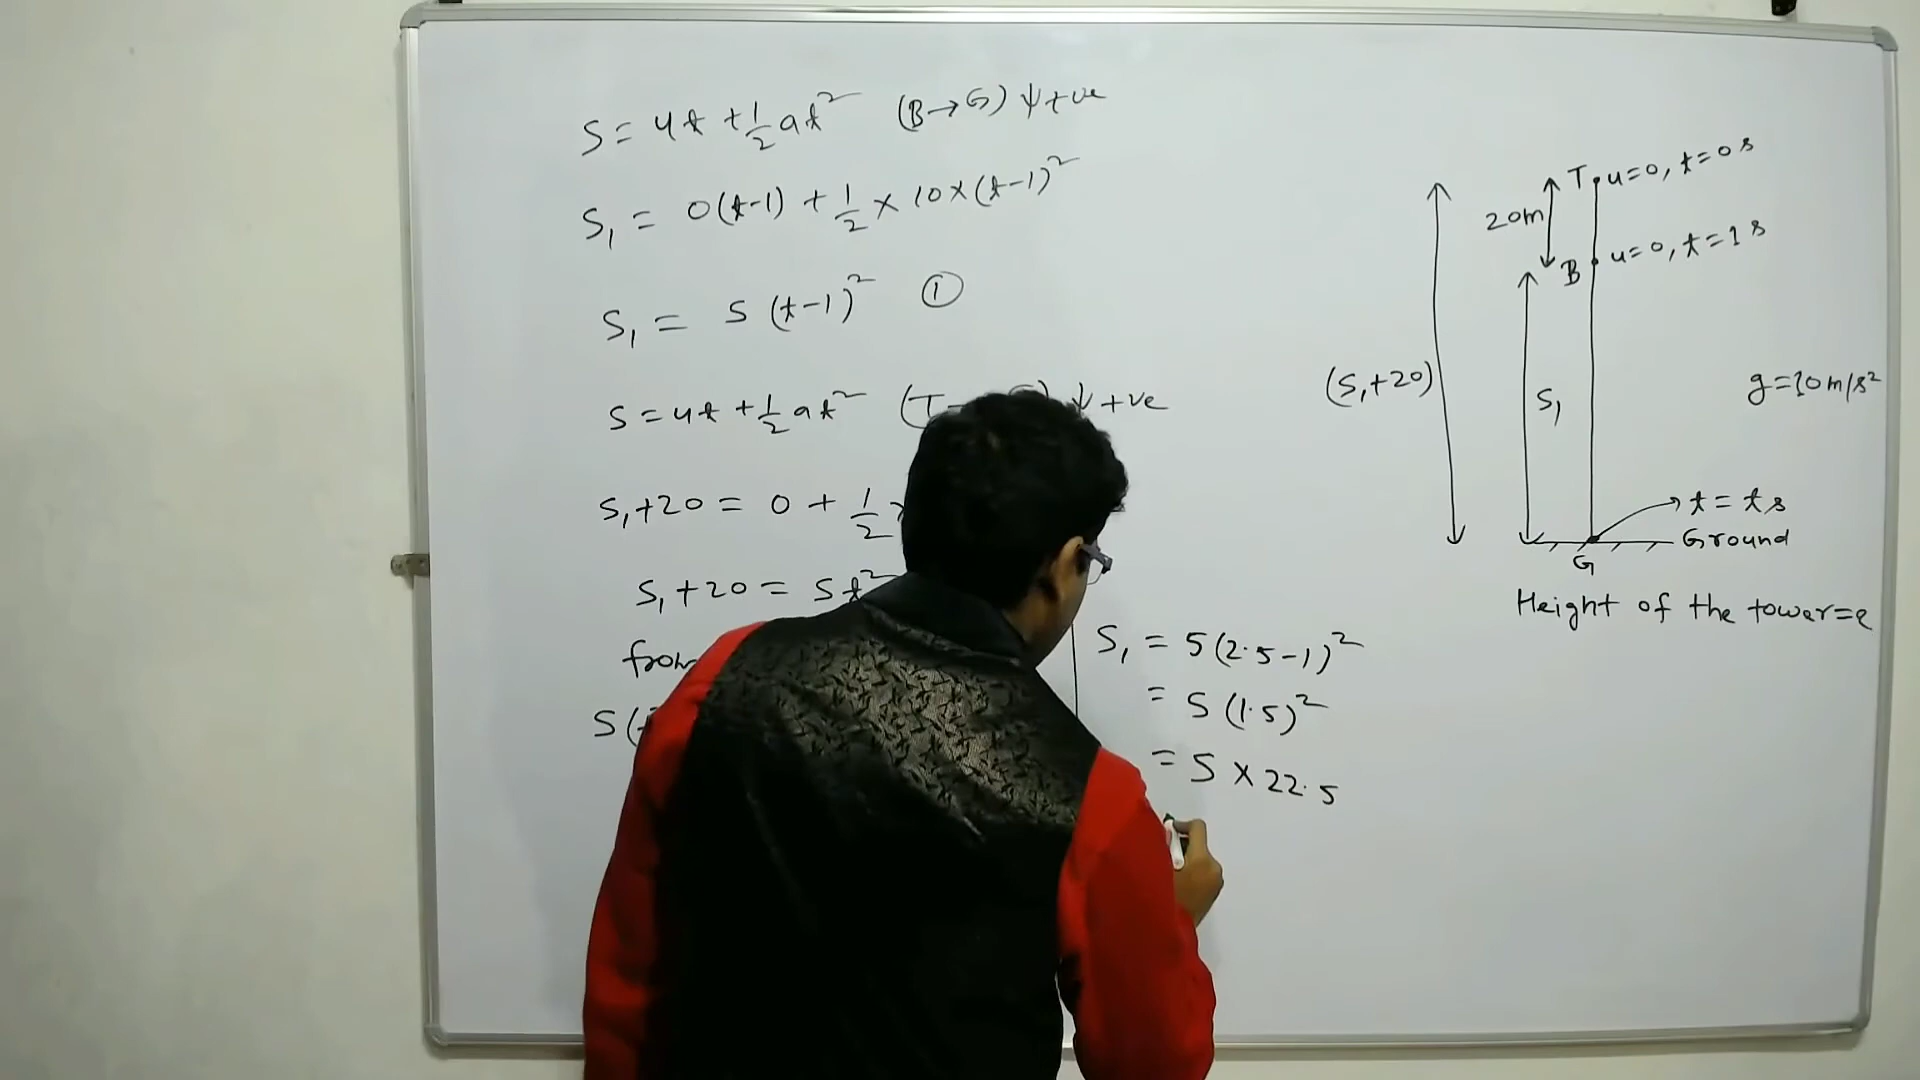 S = ut + 1/2 at² (B→G) ↓+ve
S₁ = 0(t-1) + 1/2 × 10 × (t-1)²
S₁ = 5 (t-1)² ①
S = ut + 1/2 at² (T ↓ +ve
S₁+20 = 0 + 1/2
S₁+20 = 5t²
from
5(
S₁ = 5(2.5-1)²
= 5(1.5)²
= 5 × 22.5
T u=0, t=0 s
20m
B u=0, t=1 s
(S₁+20)
S₁
g=10m/s²
t = t s
Ground
G
Height of the tower=?